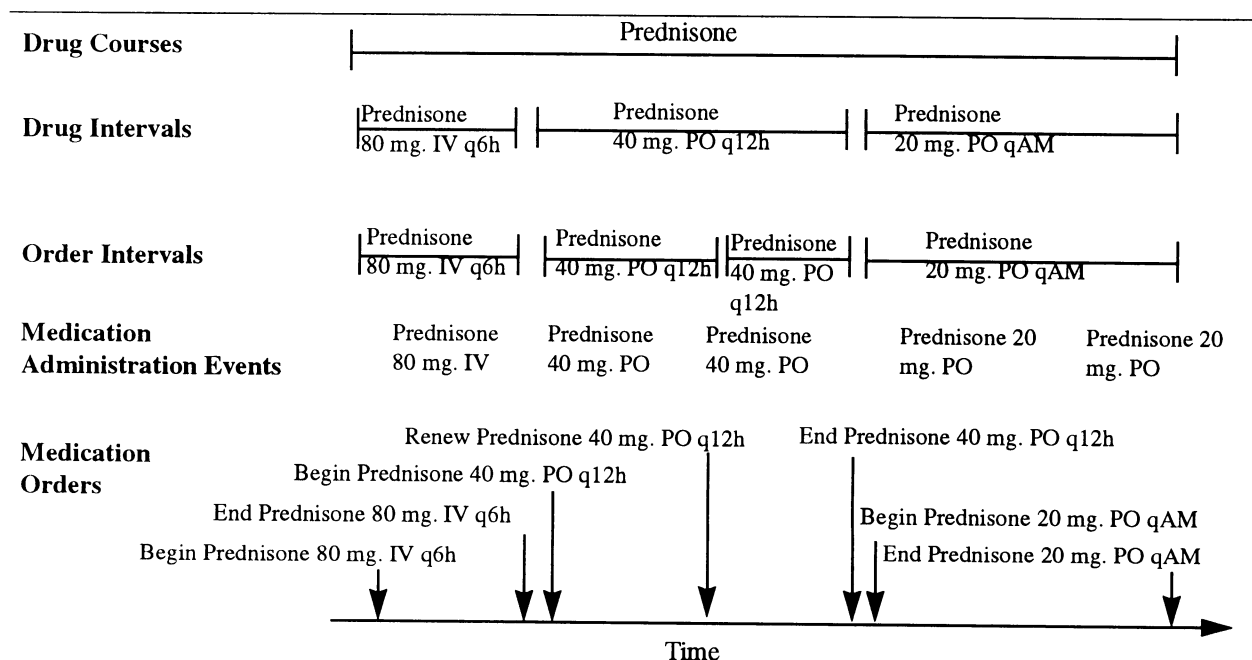 Drug Courses
Prednisone
Drug Intervals
Prednisone
80 mg. IV q6h
Prednisone
40 mg. PO q12h
Prednisone
20 mg. PO qAM
Order Intervals
Prednisone
80 mg. IV q6h
Prednisone
40 mg. PO q12h
Prednisone
40 mg. PO
q12h
Prednisone
20 mg. PO qAM
Medication
Administration Events
Prednisone
80 mg. IV
Prednisone
40 mg. PO
Prednisone
40 mg. PO
Prednisone 20
mg. PO
Prednisone 20
mg. PO
Medication
Orders
Renew Prednisone 40 mg. PO q12h
End Prednisone 40 mg. PO q12h
Begin Prednisone 40 mg. PO q12h
End Prednisone 80 mg. IV q6h
Begin Prednisone 20 mg. PO qAM
Begin Prednisone 80 mg. IV q6h
End Prednisone 20 mg. PO qAM
Time